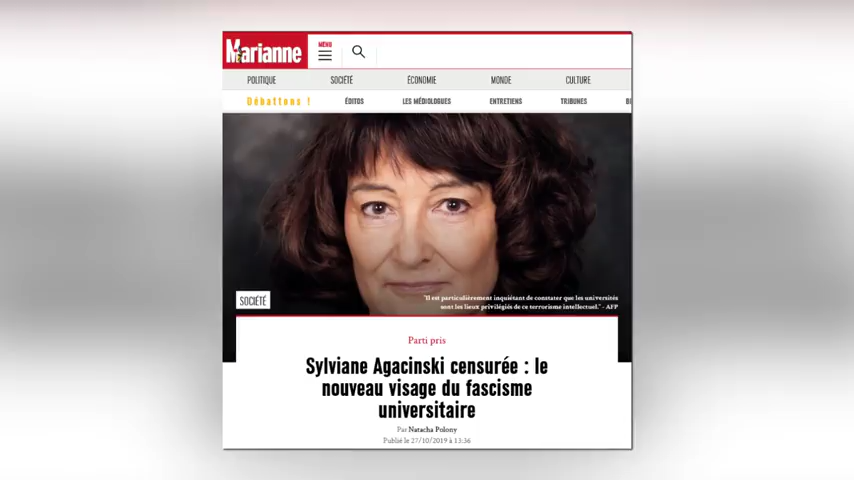 Marianne
MENU
POLITIQUE SOCIÉTÉ ÉCONOMIE MONDE CULTURE
Débattons ! ÉDITOS LES MÉDIOLOGUES ENTRETIENS TRIBUNES
"Il est particulièrement inquiétant de constater que les universités
sont les lieux privilégiés de ce terrorisme intellectuel." - AFP
SOCIÉTÉ
Parti pris
Sylviane Agacinski censurée : le
nouveau visage du fascisme
universitaire
Par Natacha Polony
Publié le 27/10/2019 à 13:36